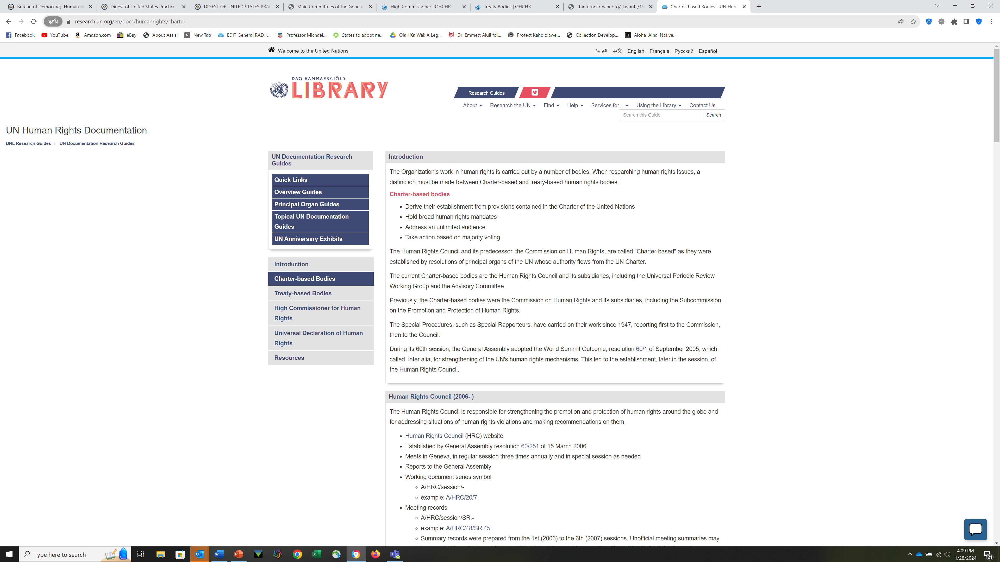 Bureau of Democracy, Human R
Digest of United States Practice
DIGEST OF UNITED STATES PRAC
Main Committees of the General
High Commissioner | OHCHR
Treaty Bodies | OHCHR
tbinternet.ohchr.org/_layouts/15
Charter-based Bodies - UN Hum
VPN
research.un.org/en/docs/humanrights/charter
Facebook
YouTube
Amazon.com
eBay
About Assisi
New Tab
EDIT General RAD -...
Professor Michael...
States to adopt ne...
Ola I Ka Wai: A Leg...
Dr. Emmett Aluli fol...
Protect Kahoʻolawe...
Collection Develop...
Aloha ʻĀina: Native...
Welcome to the United Nations
العربية 中文 English Français Русский Español
DAG HAMMARSKJÖLD
LIBRARY
Research Guides
About Research the UN Find Help Services for... Using the Library Contact Us
Search this Guide Search
UN Human Rights Documentation
DHL Research Guides / UN Documentation Research Guides
UN Documentation Research
Guides
Quick Links
Overview Guides
Principal Organ Guides
Topical UN Documentation
Guides
UN Anniversary Exhibits
Introduction
Charter-based Bodies
Treaty-based Bodies
High Commissioner for Human
Rights
Universal Declaration of Human
Rights
Resources
Introduction
The Organization's work in human rights is carried out by a number of bodies. When researching human rights issues, a
distinction must be made between Charter-based and treaty-based human rights bodies.
Charter-based bodies
• Derive their establishment from provisions contained in the Charter of the United Nations
• Hold broad human rights mandates
• Address an unlimited audience
• Take action based on majority voting
The Human Rights Council and its predecessor, the Commission on Human Rights, are called "Charter-based" as they were
established by resolutions of principal organs of the UN whose authority flows from the UN Charter.
The current Charter-based bodies are the Human Rights Council and its subsidiaries, including the Universal Periodic Review
Working Group and the Advisory Committee.
Previously, the Charter-based bodies were the Commission on Human Rights and its subsidiaries, including the Subcommission
on the Promotion and Protection of Human Rights.
The Special Procedures, such as Special Rapporteurs, have carried on their work since 1947, reporting first to the Commission,
then to the Council.
During its 60th session, the General Assembly adopted the World Summit Outcome, resolution 60/1 of September 2005, which
called, inter alia, for strengthening of the UN's human rights mechanisms. This led to the establishment, later in the session, of
the Human Rights Council.
Human Rights Council (2006- )
The Human Rights Council is responsible for strengthening the promotion and protection of human rights around the globe and
for addressing situations of human rights violations and making recommendations on them.
• Human Rights Council (HRC) website
• Established by General Assembly resolution 60/251 of 15 March 2006
• Meets in Geneva, in regular session three times annually and in special session as needed
• Reports to the General Assembly
• Working document series symbol
◦ A/HRC/session/-
◦ example: A/HRC/20/7
• Meeting records
◦ A/HRC/session/SR.-
◦ example: A/HRC/48/SR.45
◦ Summary records were prepared from the 1st (2006) to the 6th (2007) sessions. Unofficial meeting summaries may
Type here to search
4:09 PM
1/28/2024
21